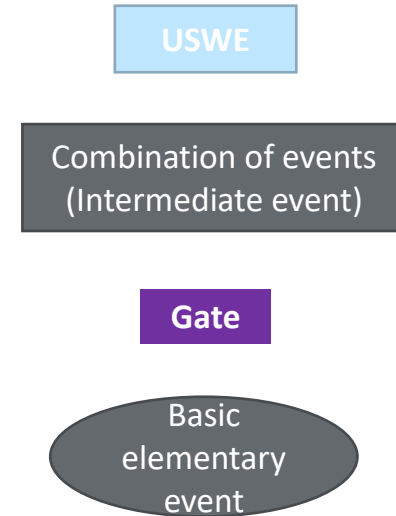 USWE
Combination of events
(Intermediate event)
Gate
Basic
elementary
event